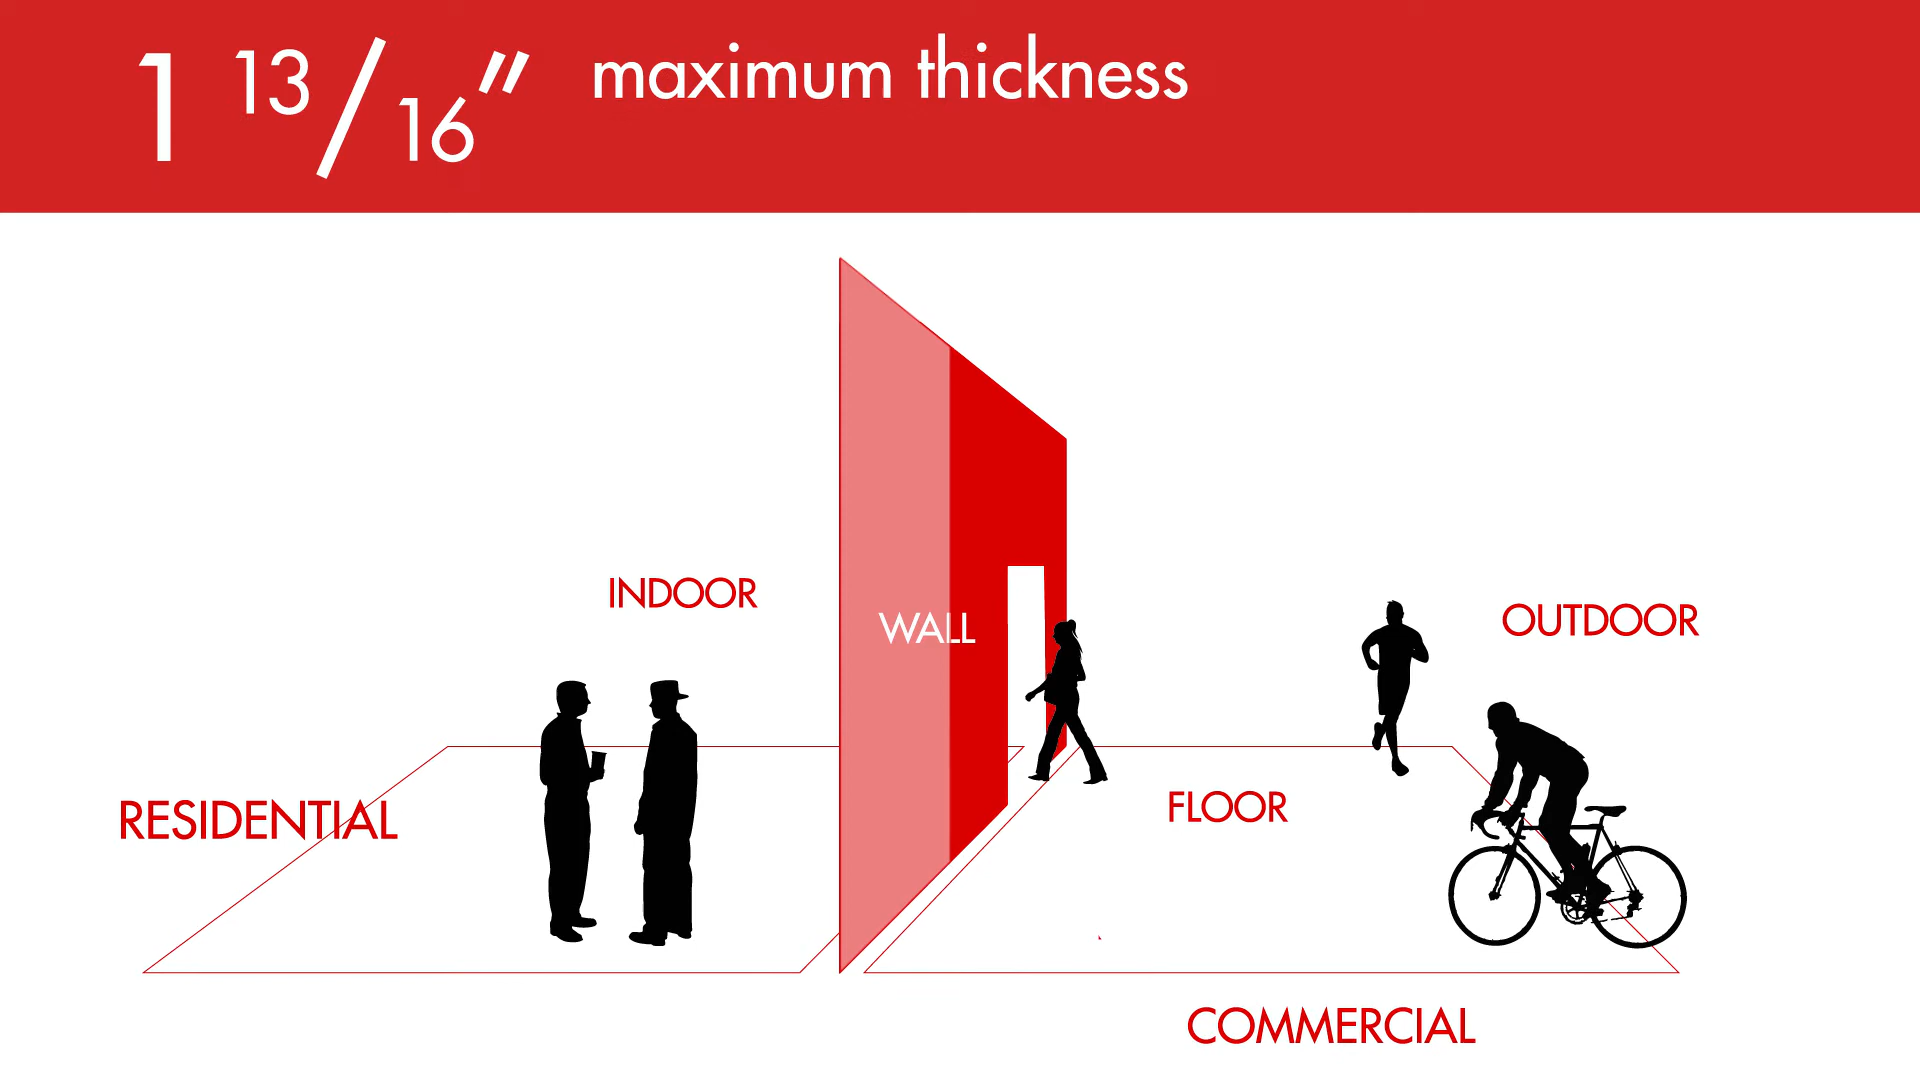 1 13/16" maximum thickness
INDOOR
OUTDOOR
WALL
RESIDENTIAL
FLOOR
COMMERCIAL